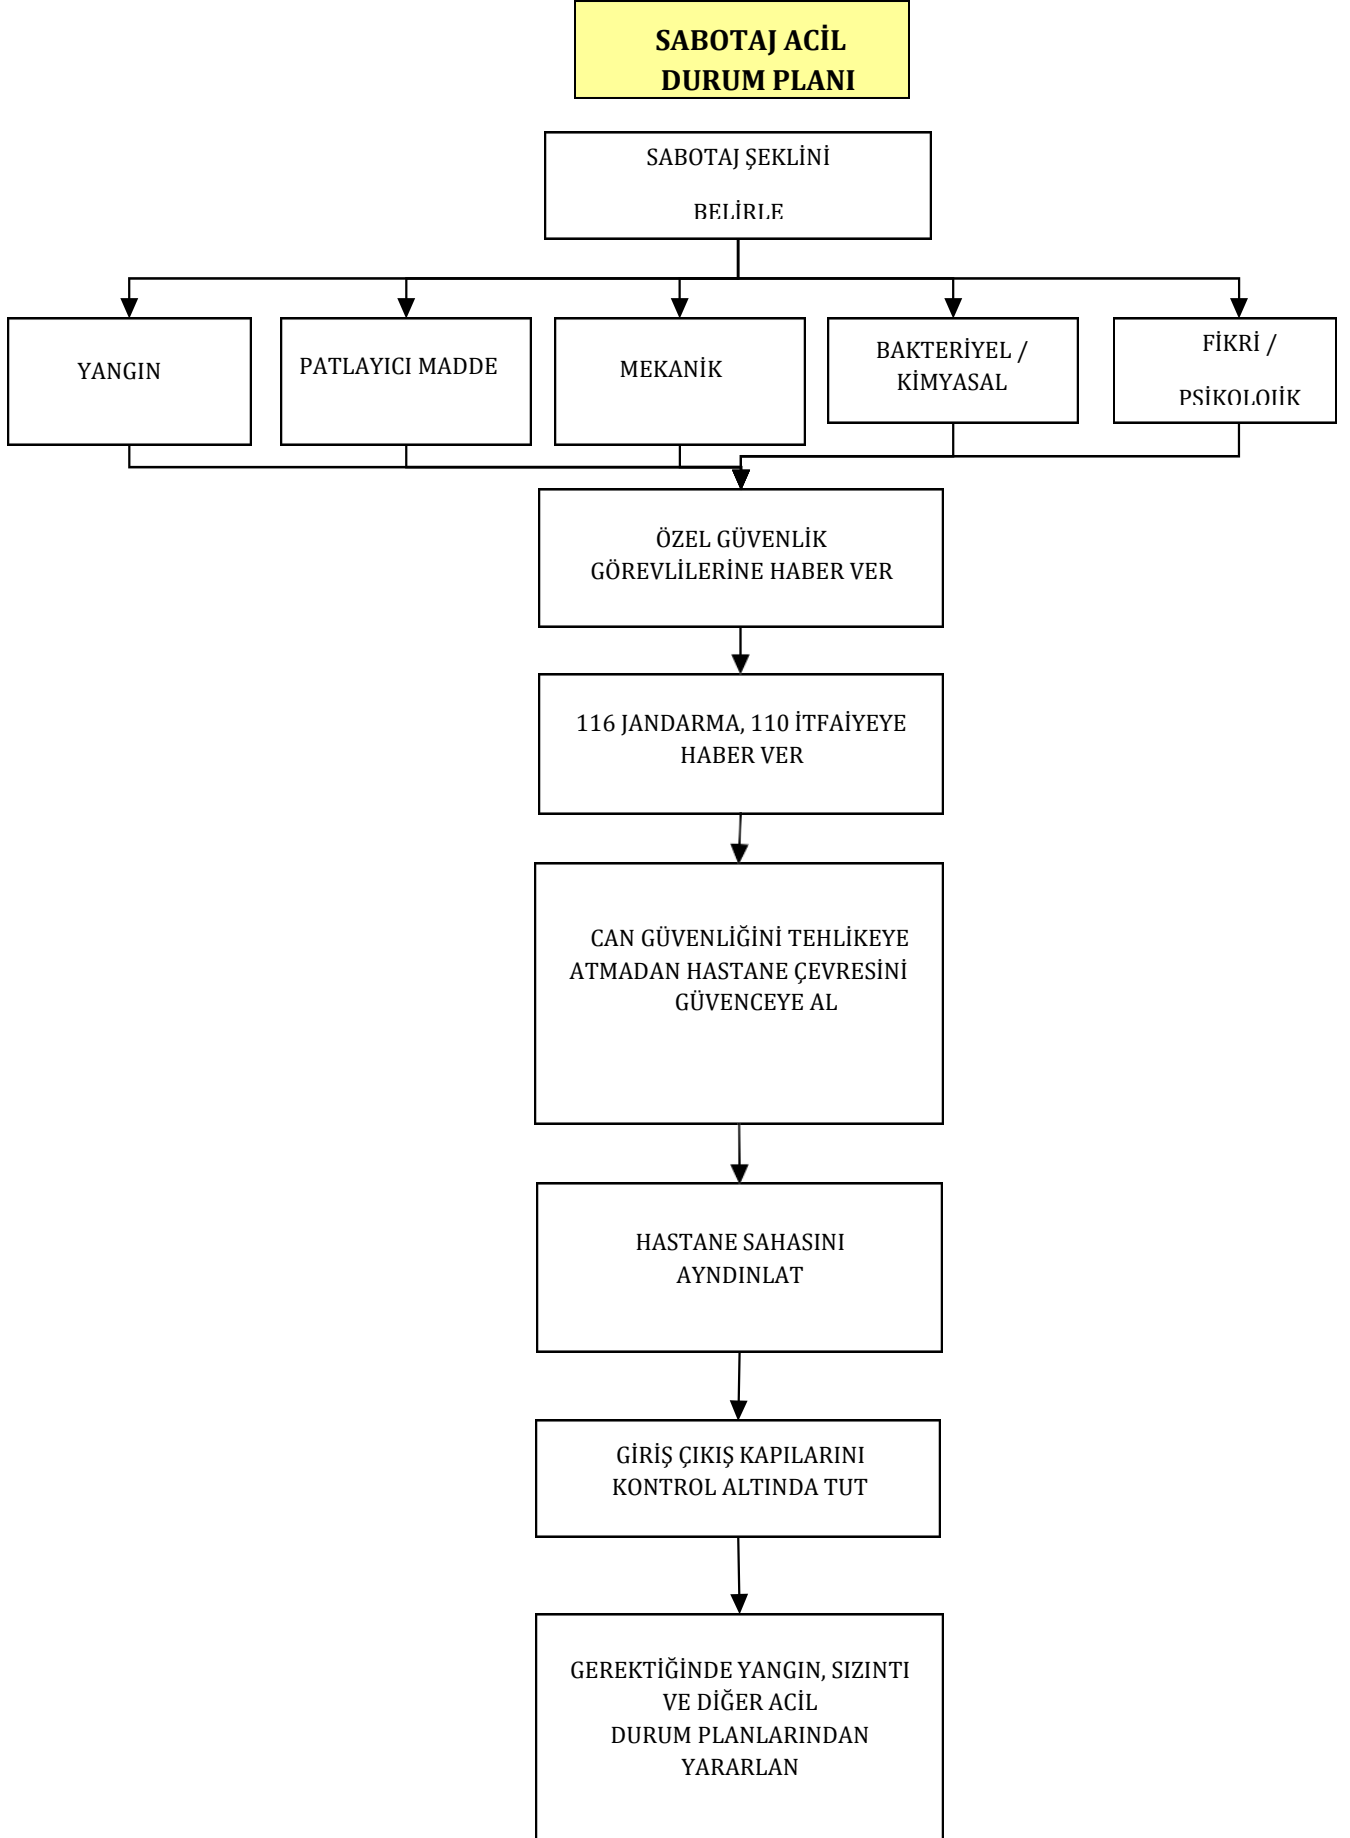 SABOTAJ ACİL
DURUM PLANI
SABOTAJ ŞEKLİNİ
BELİRLE
YANGIN
PATLAYICI MADDE
MEKANİK
BAKTERİYEL /
KİMYASAL
FİKRİ /
PSİKOLOJİK
ÖZEL GÜVENLİK
GÖREVLİLERİNE HABER VER
116 JANDARMA, 110 İTFAİYEYE
HABER VER
CAN GÜVENLİĞİNİ TEHLİKEYE
ATMADAN HASTANE ÇEVRESİNİ
GÜVENCEYE AL
HASTANE SAHASINI
AYNDINLAT
GİRİŞ ÇIKIŞ KAPILARINI
KONTROL ALTINDA TUT
GEREKTİĞİNDE YANGIN, SIZINTI
VE DİĞER ACİL
DURUM PLANLARINDAN
YARARLAN